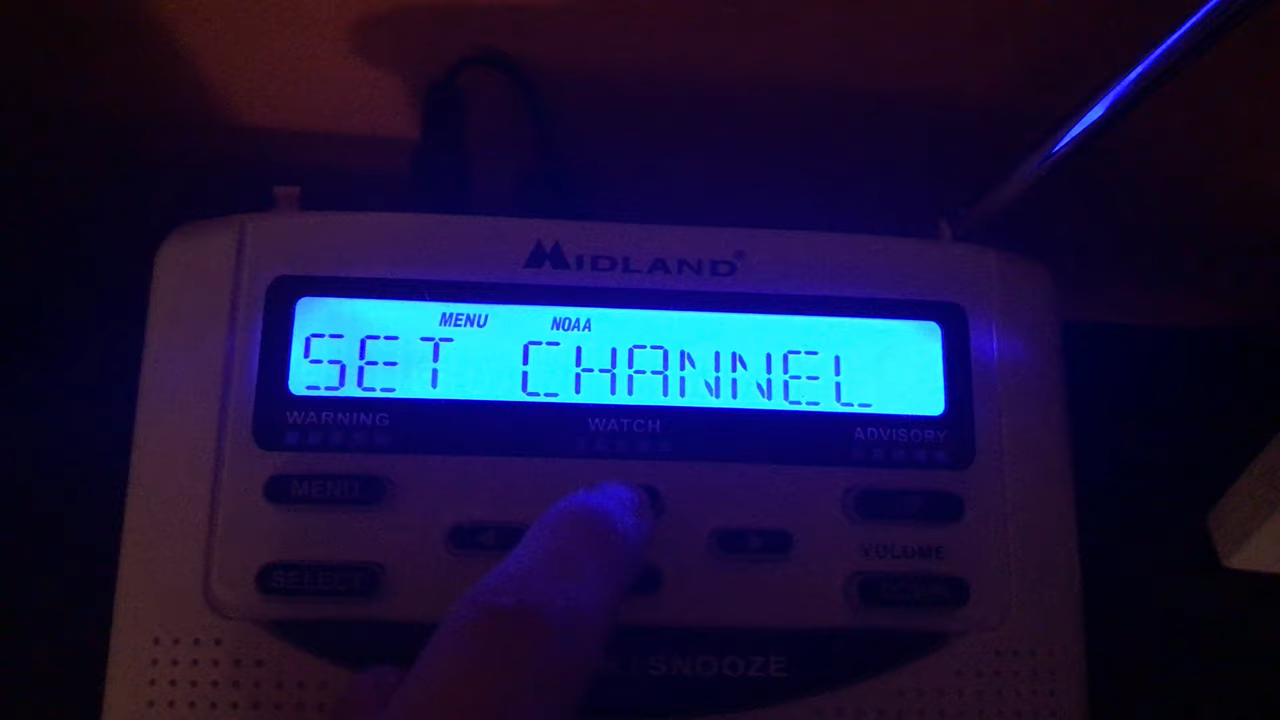 MIDLAND®
MENU NOAA
SET CHANNEL
WARNING WATCH ADVISORY
MENU
VOLUME
SELECT
SNOOZE